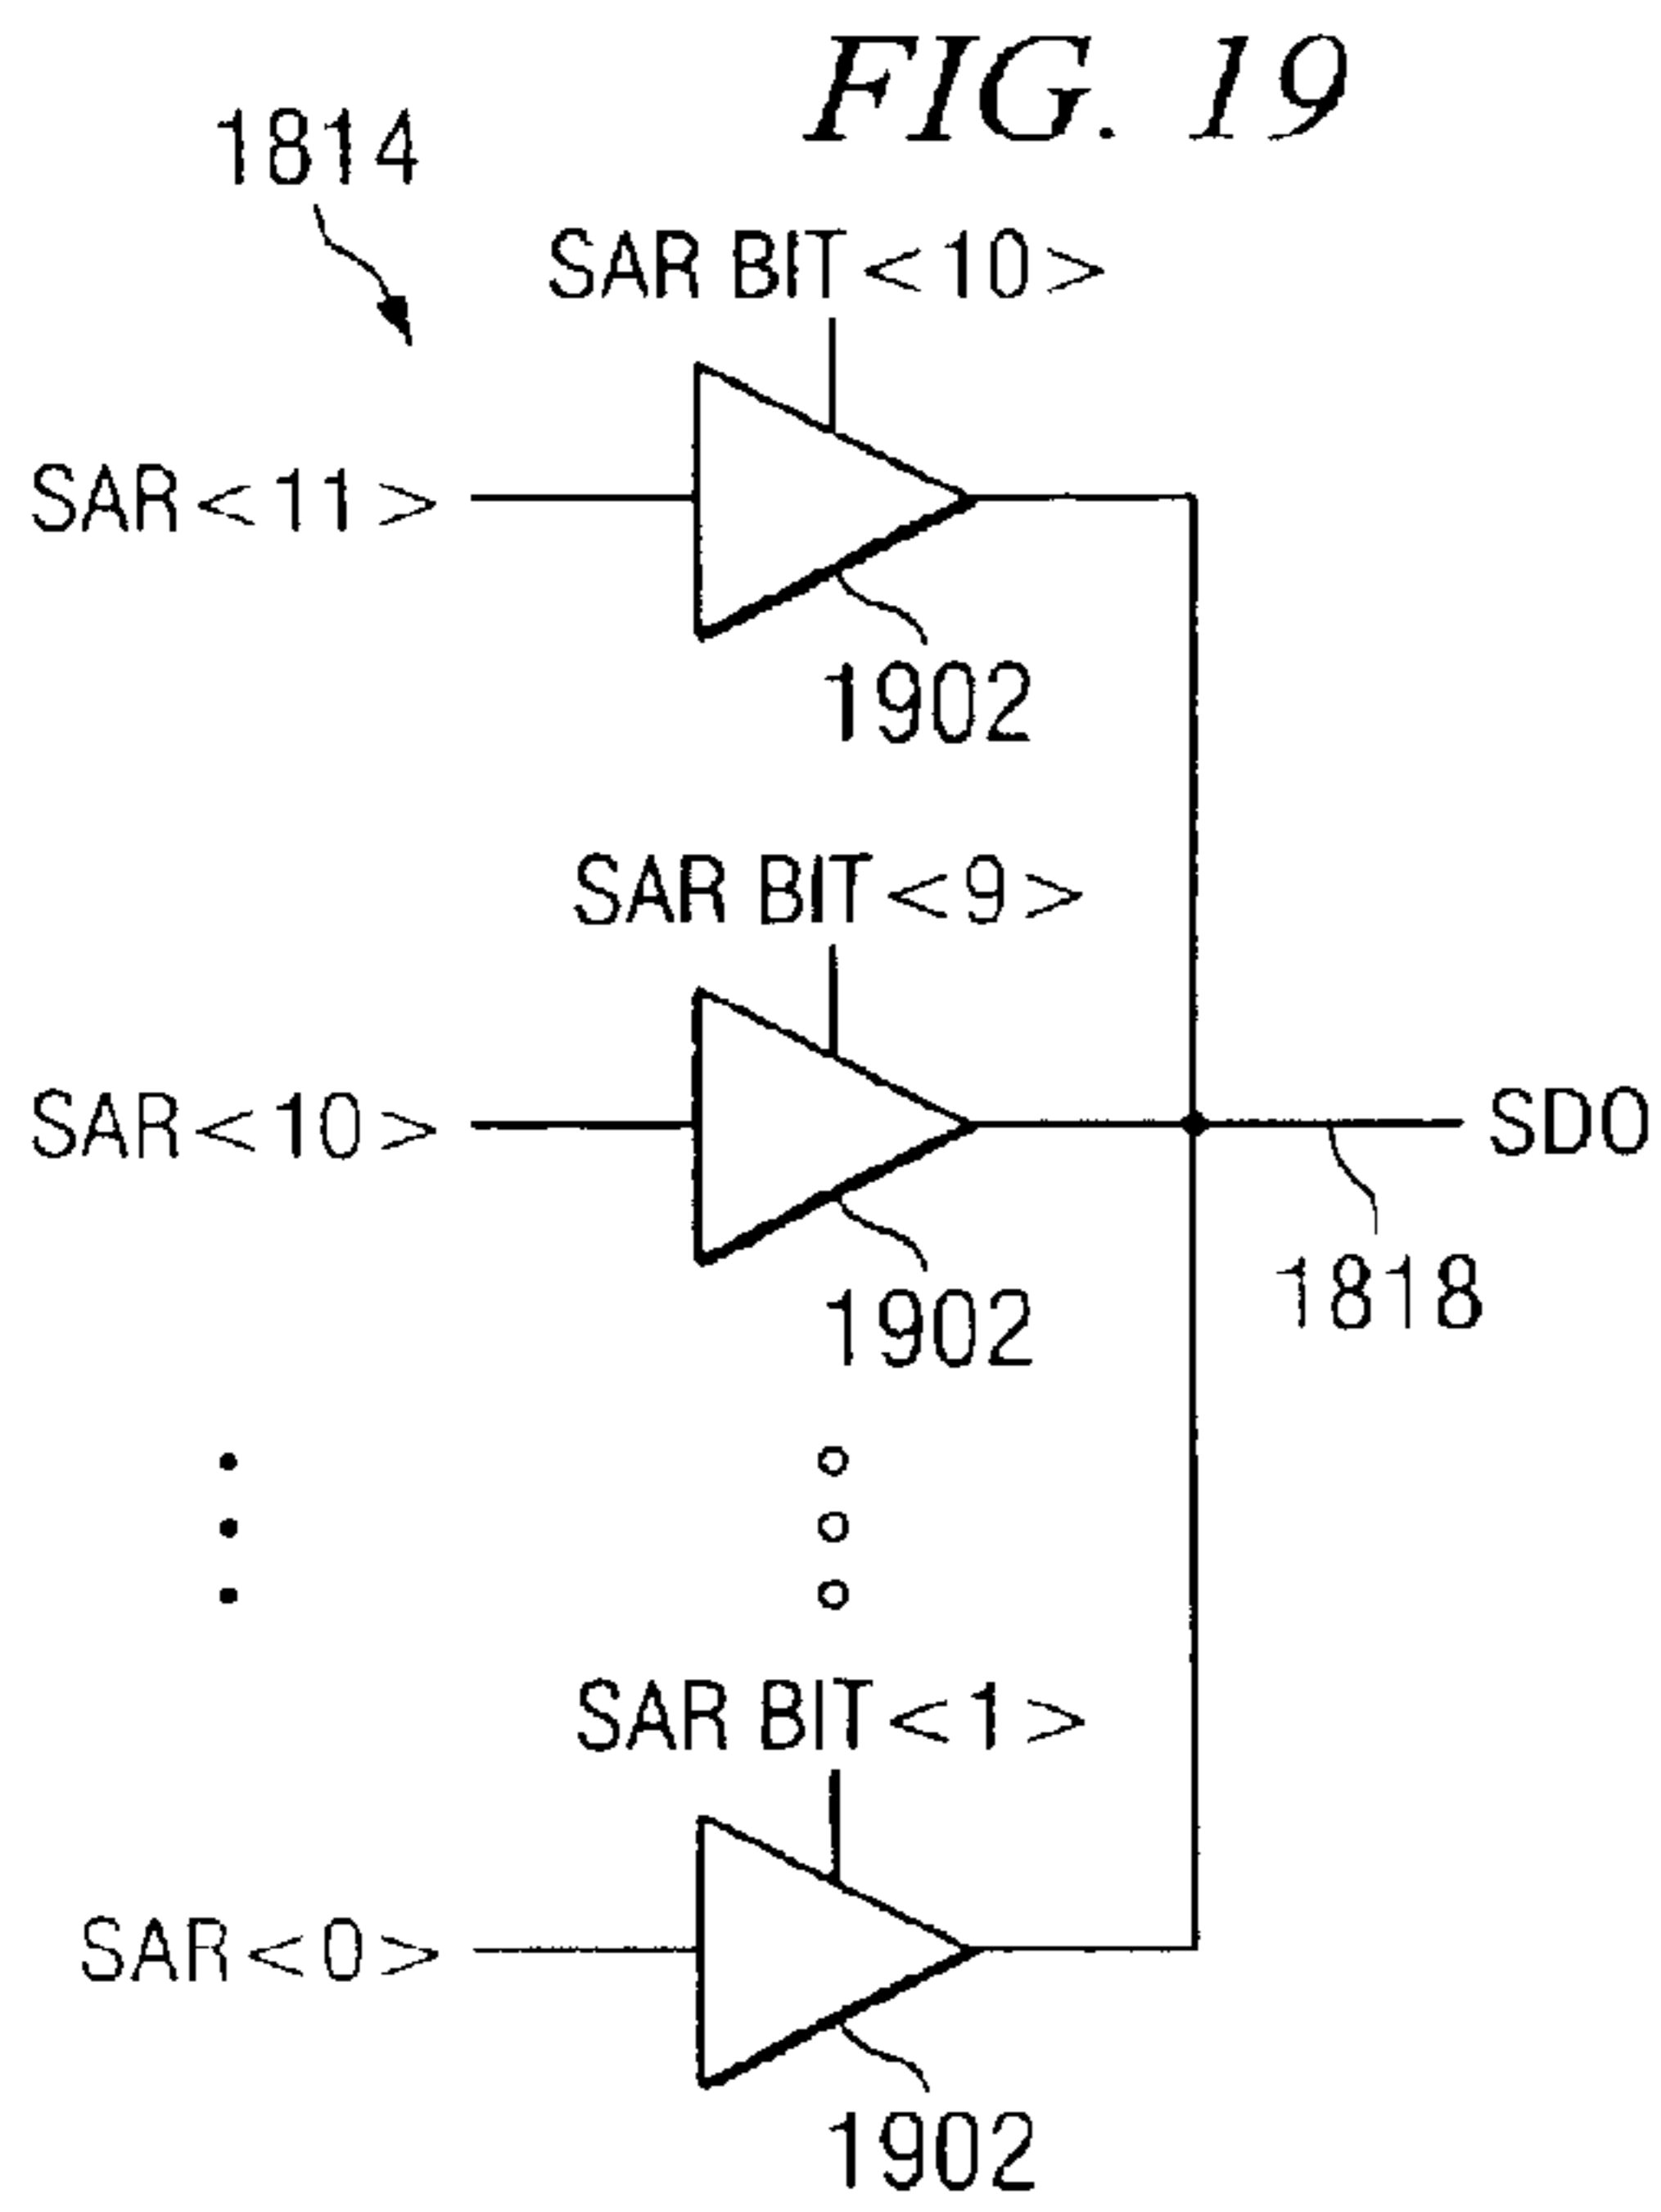 FIG. 19
1814
SAR BIT<10>
SAR<11>
1902
SAR BIT<9>
SAR<10>
SDO
1902
1818
SAR BIT<1>
SAR<0>
1902